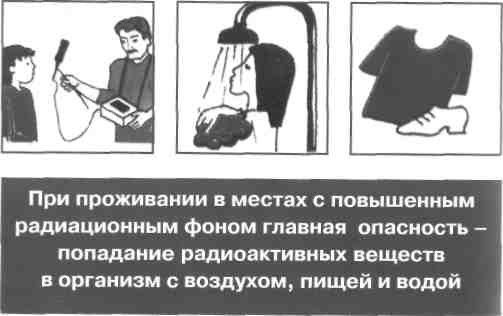 При проживании в местах с повышенным
радиационным фоном главная опасность –
попадание радиоактивных веществ
в организм с воздухом, пищей и водой